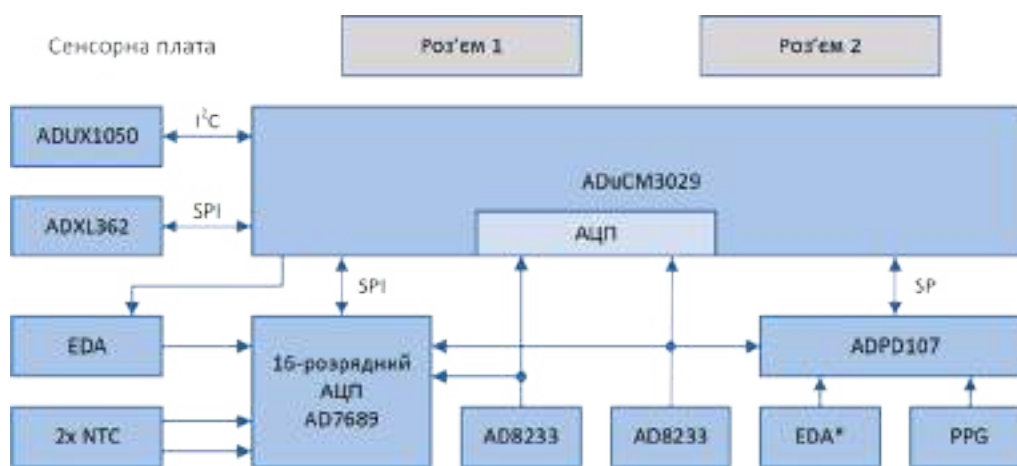 Сенсорна плата
Роз'єм 1
Роз'єм 2
ADUX1050
I²C
ADuCM3029
ADXL362
SPI
АЦП
SPI
SP
EDA
16-розрядний
АЦП
AD7689
ADPD107
2x NTC
AD8233
AD8233
EDA*
PPG